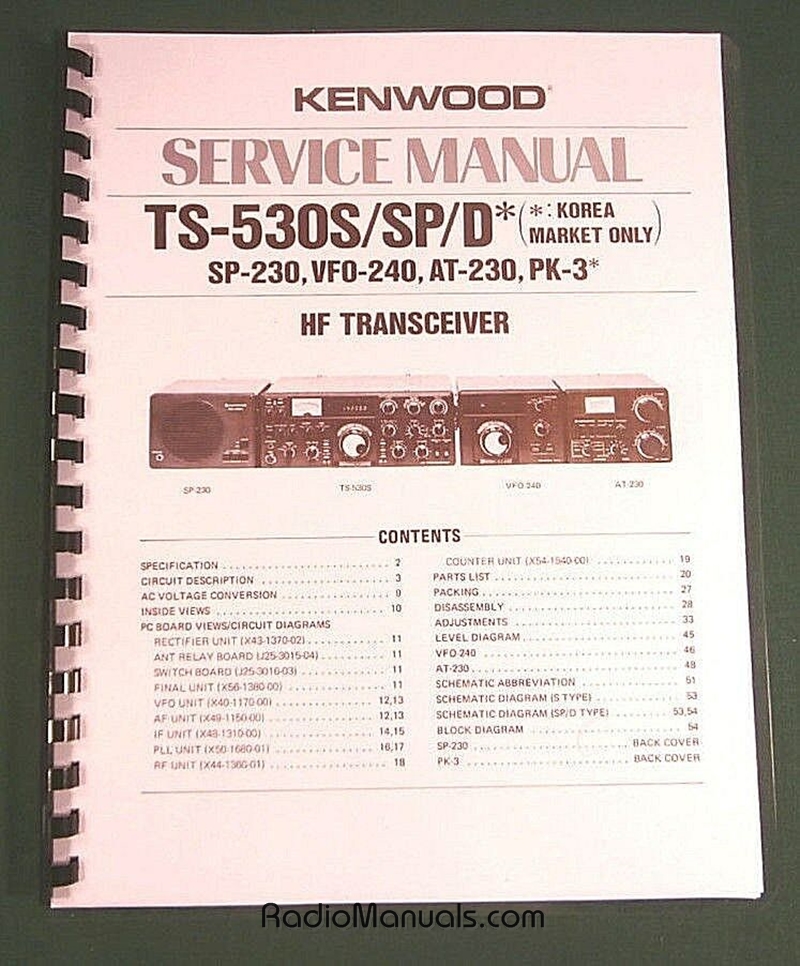 KENWOOD
SERVICE MANUAL
TS-530S/SP/D* (*: KOREA MARKET ONLY)
SP-230, VFO-240, AT-230, PK-3*
HF TRANSCEIVER
SP-230 TS-530S VFO 240 AT-230
CONTENTS
SPECIFICATION 2
CIRCUIT DESCRIPTION 3
AC VOLTAGE CONVERSION 9
INSIDE VIEWS 10
PC BOARD VIEWS/CIRCUIT DIAGRAMS
RECTIFIER UNIT (X43-1370-02) 11
ANT RELAY BOARD (J25-3015-04) 11
SWITCH BOARD (J25-3016-03) 11
FINAL UNIT (X56-1380-00) 11
VFO UNIT (X40-1170-00) 12,13
AF UNIT (X49-1150-00) 12,13
IF UNIT (X48-1310-00) 14,15
PLL UNIT (X50-1680-01) 16,17
RF UNIT (X44-1360-01) 18
COUNTER UNIT (X54-1540-00) 19
PARTS LIST 20
PACKING 27
DISASSEMBLY 28
ADJUSTMENTS 33
LEVEL DIAGRAM 45
VFO 240 46
AT-230 48
SCHEMATIC ABBREVIATION 51
SCHEMATIC DIAGRAM (S TYPE) 53
SCHEMATIC DIAGRAM (SP/D TYPE) 53,54
BLOCK DIAGRAM 54
SP-230 BACK COVER
PK-3 BACK COVER
RadioManuals.com